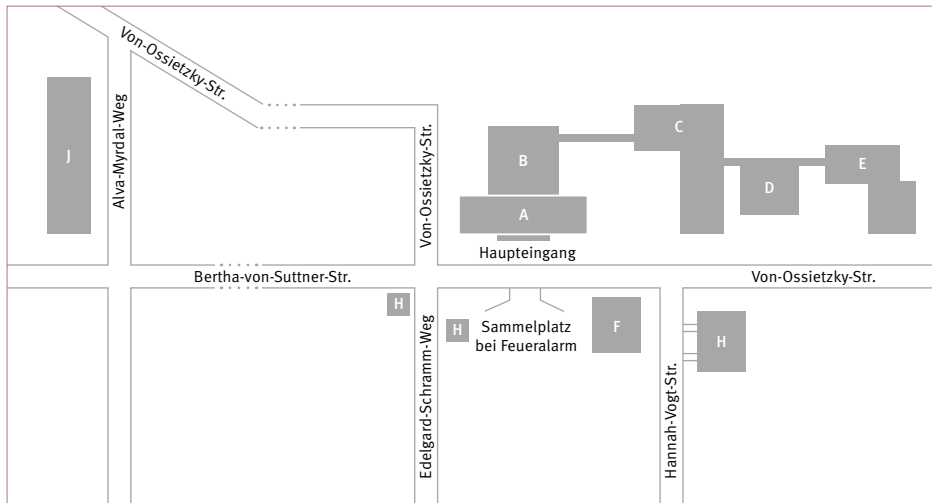 Von-Ossietzky-Str.
Alva-Myrdal-Weg
J
Von-Ossietzky-Str.
B
C
D
E
A
Haupteingang
Bertha-von-Suttner-Str.
Von-Ossietzky-Str.
H
Edelgard-Schramm-Weg
H
Sammelplatz
bei Feueralarm
F
Hannah-Vogt-Str.
H